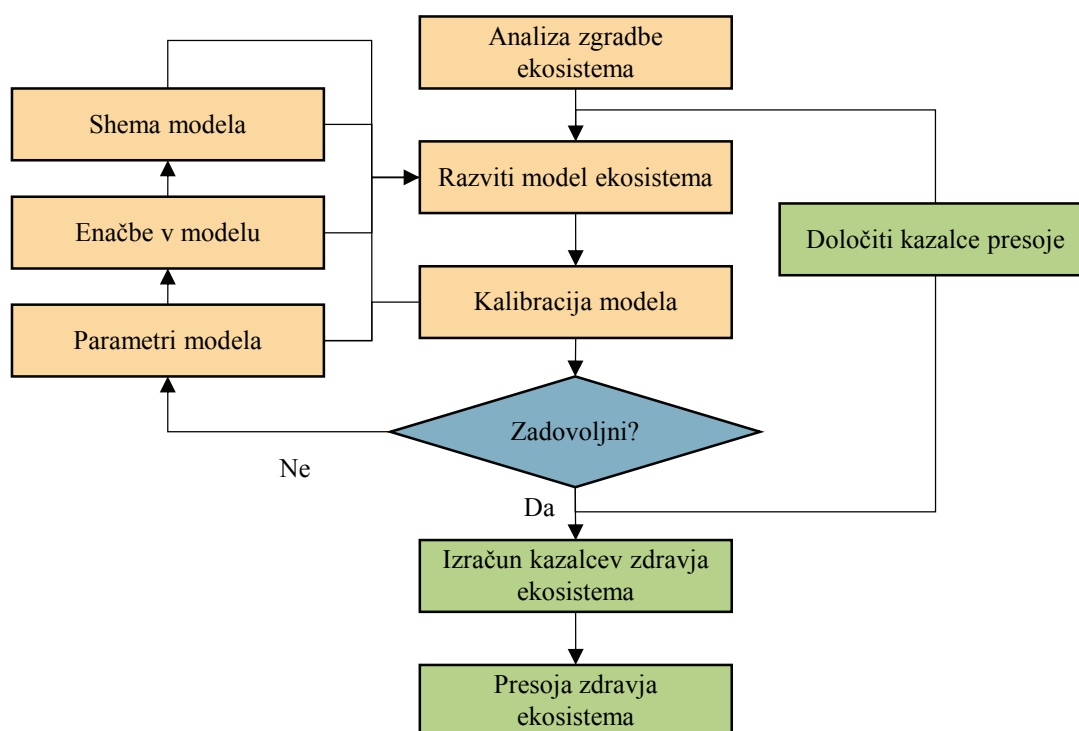 Analiza zgradbe
ekosistema
Shema modela
Razviti model ekosistema
Enačbe v modelu
Določiti kazalce presoje
Kalibracija modela
Parametri modela
Zadovoljni?
Ne
Da
Izračun kazalcev zdravja
ekosistema
Presoja zdravja
ekosistema